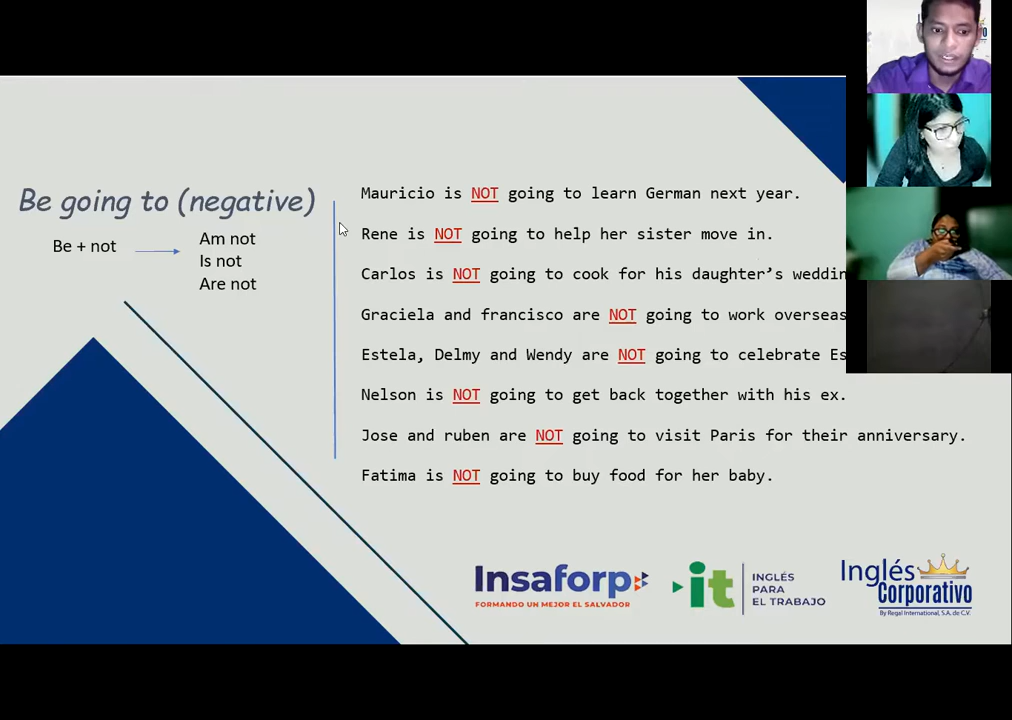 Be going to (negative)
Be + not
Am not
Is not
Are not
Mauricio is NOT going to learn German next year.
Rene is NOT going to help her sister move in.
Carlos is NOT going to cook for his daughter's weddin
Graciela and francisco are NOT going to work overseas
Estela, Delmy and Wendy are NOT going to celebrate Es
Nelson is NOT going to get back together with his ex.
Jose and ruben are NOT going to visit Paris for their anniversary.
Fatima is NOT going to buy food for her baby.
Insaforp
FORMANDO UN MEJOR EL SALVADOR
it
INGLÉS
PARA
EL TRABAJO
Inglés
Corporativo
By Regal International, S.A. de C.V.